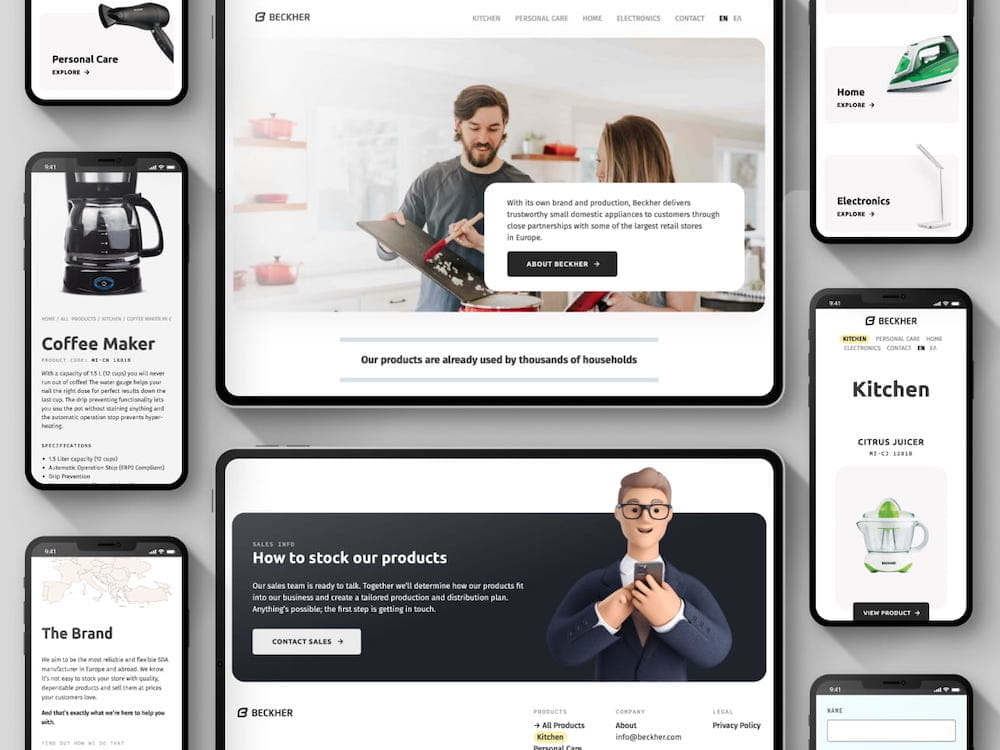 Personal Care
EXPLORE →
9:41
HOME / ALL PRODUCTS / KITCHEN / COFFEE MAKER
Coffee Maker
PRODUCT CODE:
With a capacity of 1.5 L (12 cups) you will never
run out of coffee! The water gauge helps your
nail the right dose for perfect results down the
last cup. The drip preventing functionality lets
you use the pot without staining anything and
the automatic operation stop prevents hyper-
heating.
SPECIFICATIONS
• 1.5 Liter capacity (12 cups)
• Automatic Operation Stop (ERP2 Compliant)
• Drip Prevention
9:41
The Brand
We aim to be the most reliable and flexible SDA
manufacturer in Europe and abroad. We know
it's not easy to stock your store with quality,
dependable products and sell them at prices
your customers love.
And that's exactly what we're here to help you
with.
FIND OUT HOW WE DO THAT
BECKHER
KITCHEN PERSONAL CARE HOME ELECTRONICS CONTACT EN ΕΛ
With its own brand and production, Beckher delivers
trustworthy small domestic appliances to customers through
close partnerships with some of the largest retail stores
in Europe.
ABOUT BECKHER →
Our products are already used by thousands of households
SALES INFO
How to stock our products
Our sales team is ready to talk. Together we'll determine how our products fit
into our business and create a tailored production and distribution plan.
Anything's possible; the first step is getting in touch.
CONTACT SALES →
BECKHER
PRODUCTS
→ All Products
Kitchen
Personal Care
COMPANY
About
info@beckher.com
LEGAL
Privacy Policy
Home
EXPLORE →
Electronics
EXPLORE →
9:41
BECKHER
KITCHEN PERSONAL CARE HOME
ELECTRONICS CONTACT EN ΕΛ
Kitchen
CITRUS JUICER
MI-CJ 1281B
VIEW PRODUCT →
9:41
NAME